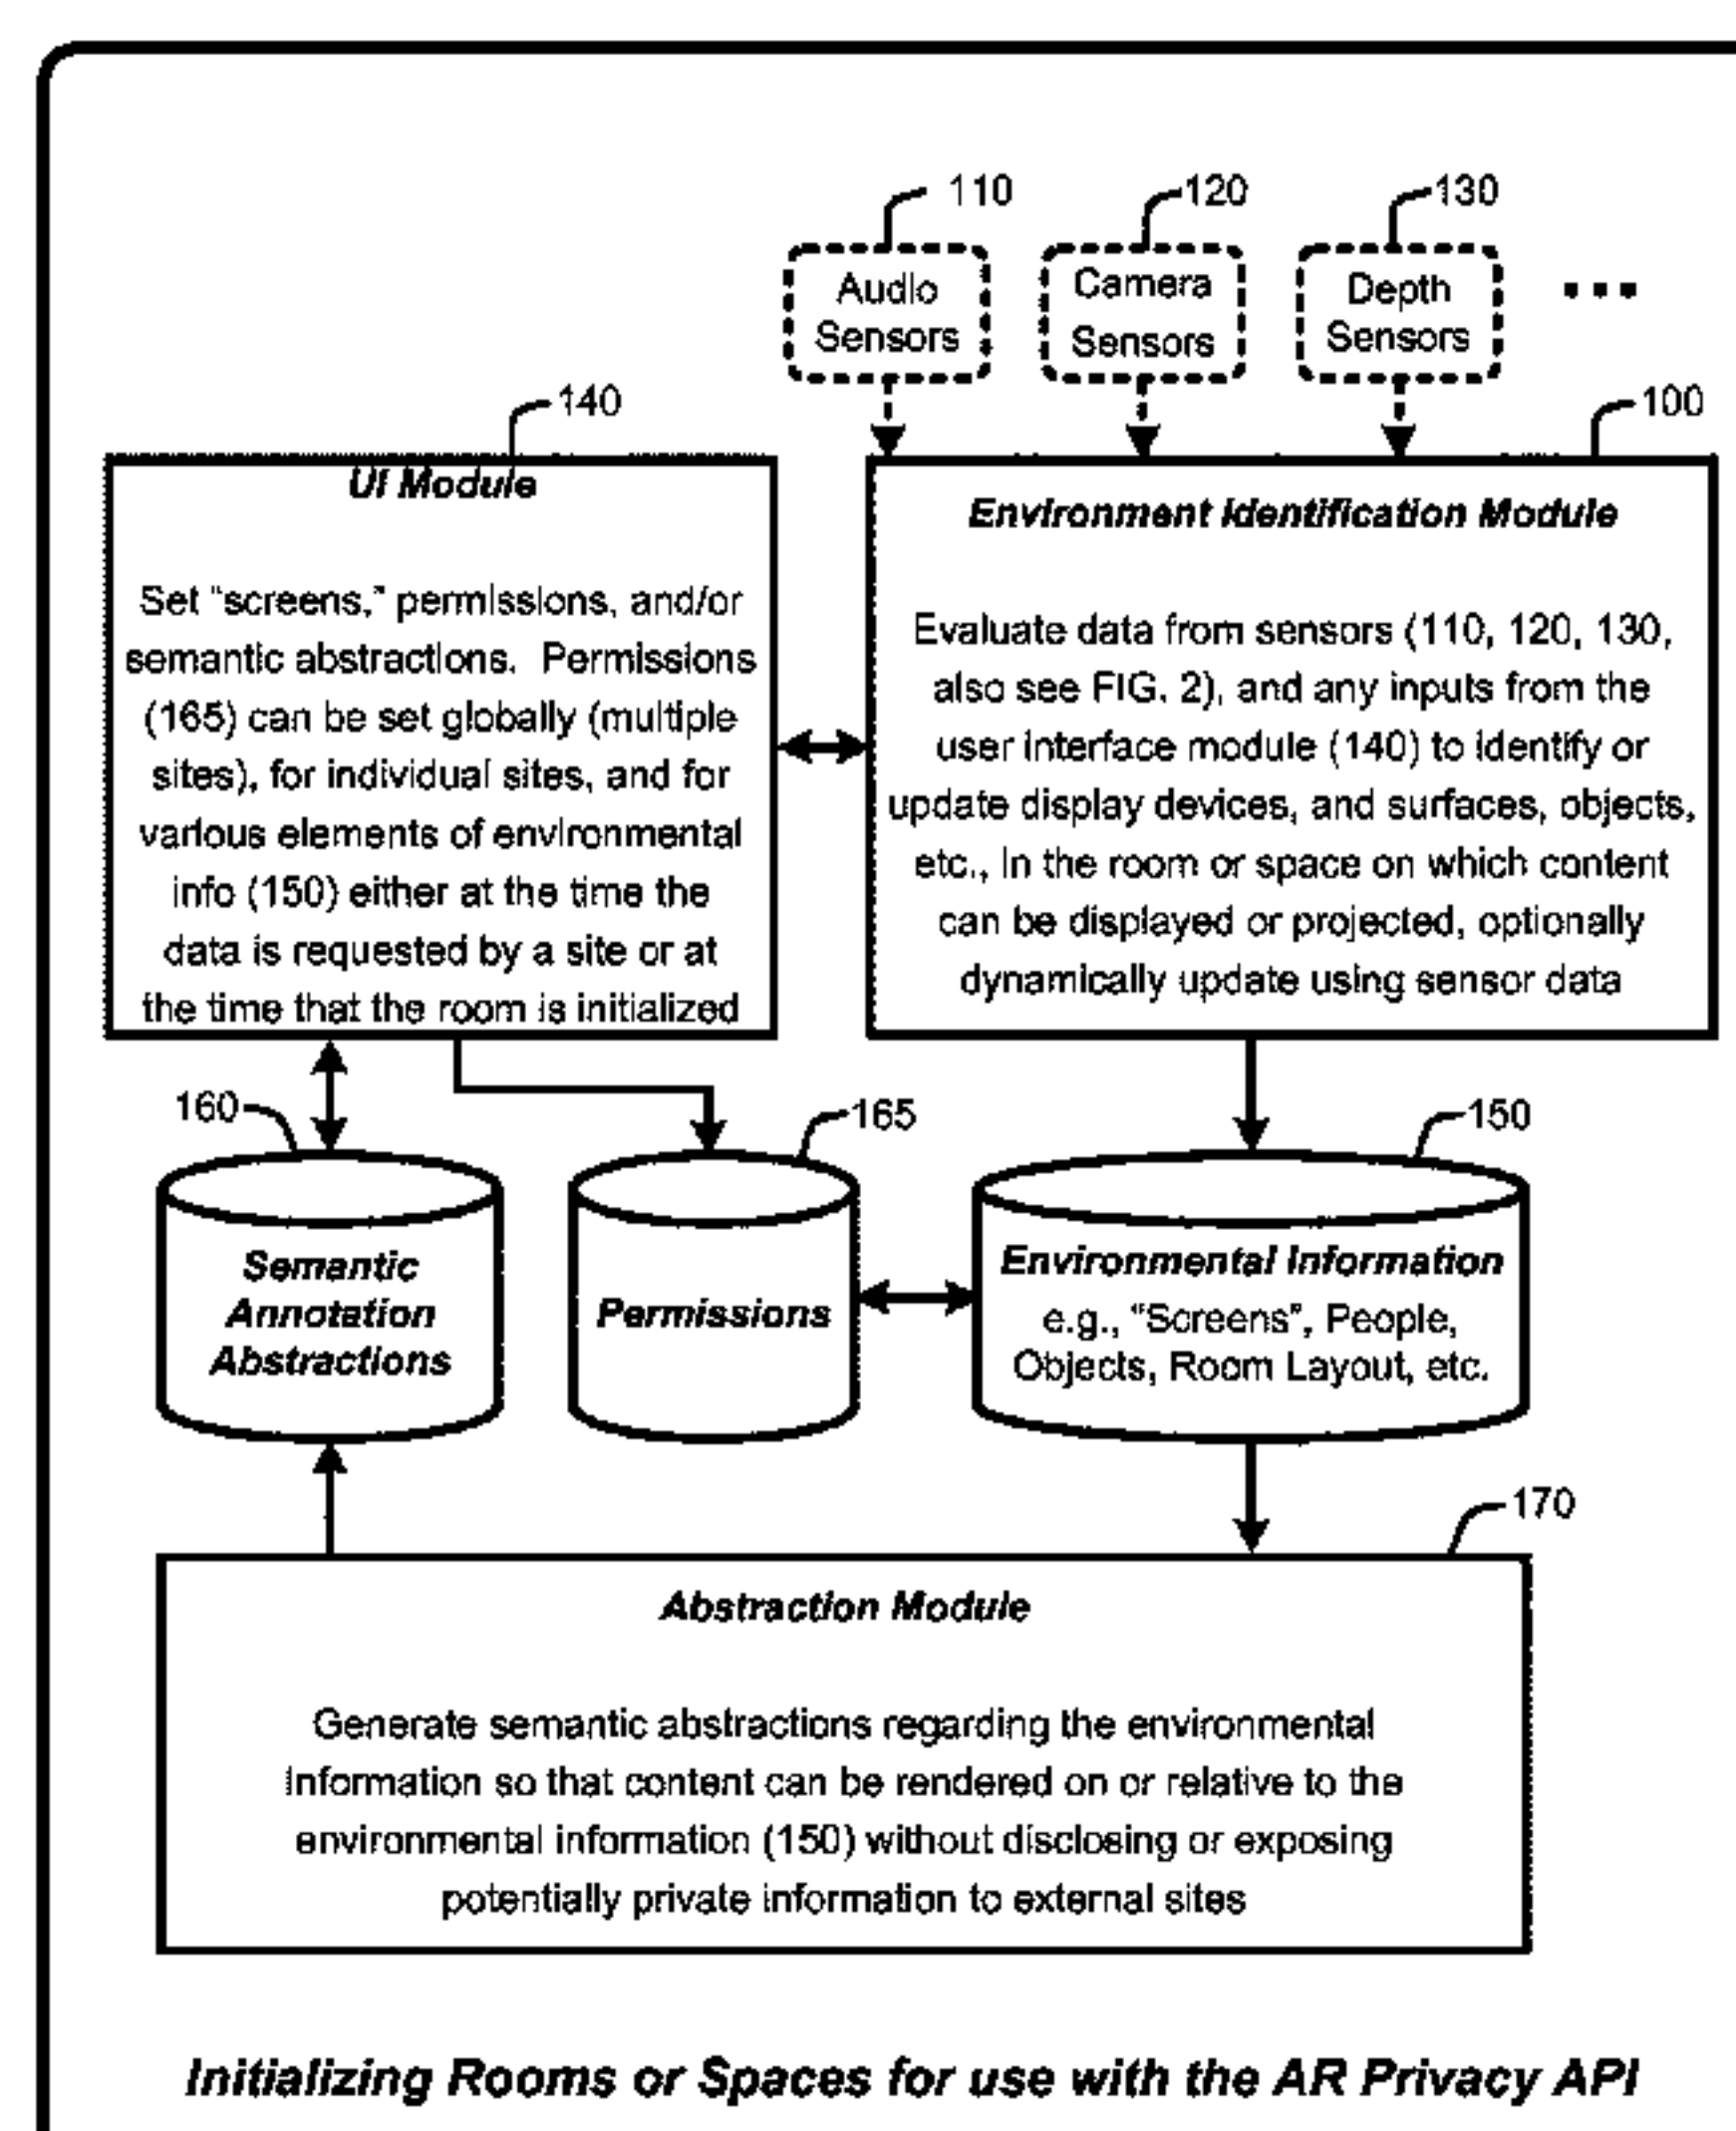 110
120
130
Audio
Sensors
Camera
Sensors
Depth
Sensors
...
140
100
UI Module
Set “screens,” permissions, and/or
semantic abstractions. Permissions
(165) can be set globally (multiple
sites), for individual sites, and for
various elements of environmental
info (150) either at the time the
data is requested by a site or at
the time that the room is initialized
Environment Identification Module
Evaluate data from sensors (110, 120, 130,
also see FIG. 2), and any inputs from the
user interface module (140) to identify or
update display devices, and surfaces, objects,
etc., in the room or space on which content
can be displayed or projected, optionally
dynamically update using sensor data
160
165
150
Semantic
Annotation
Abstractions
Permissions
Environmental Information
e.g., “Screens”, People,
Objects, Room Layout, etc.
170
Abstraction Module
Generate semantic abstractions regarding the environmental
information so that content can be rendered on or relative to the
environmental information (150) without disclosing or exposing
potentially private information to external sites
Initializing Rooms or Spaces for use with the AR Privacy API